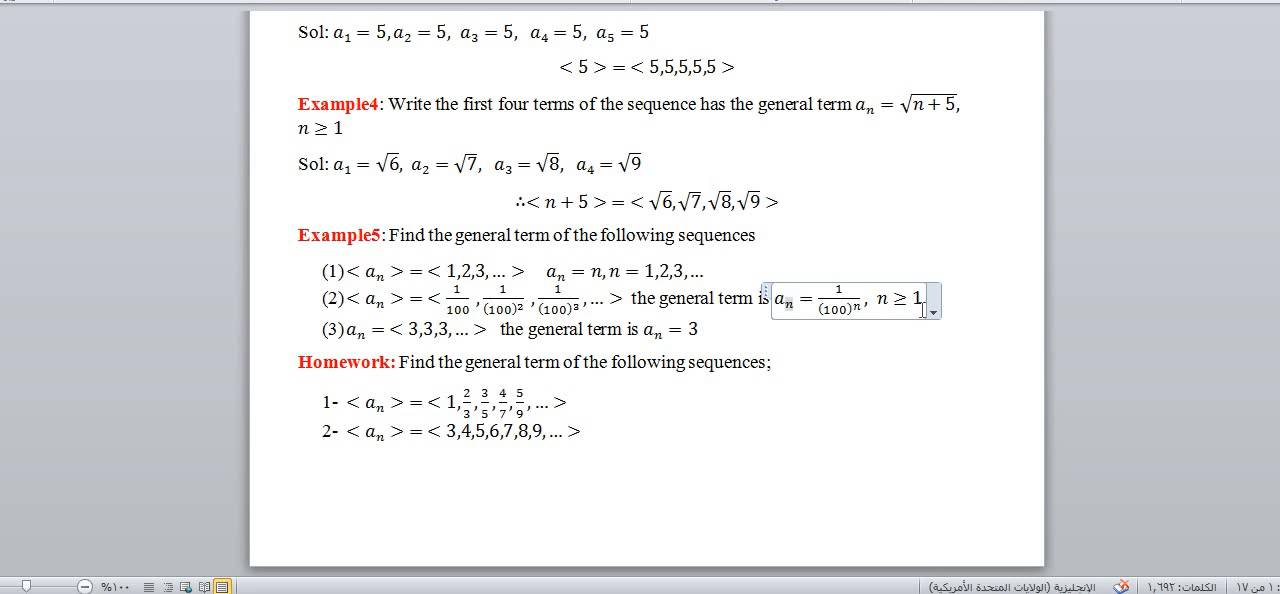 Sol: a₁ = 5, a₂ = 5, a₃ = 5, a₄ = 5, a₅ = 5
< 5 > = < 5,5,5,5,5 >
Example4: Write the first four terms of the sequence has the general term aₙ = √(n + 5),
n ≥ 1
Sol: a₁ = √6, a₂ = √7, a₃ = √8, a₄ = √9
∴< n + 5 > = < √6, √7, √8, √9 >
Example5: Find the general term of the following sequences
(1) < aₙ > = < 1,2,3, … > aₙ = n, n = 1,2,3, …
(2) < aₙ > = < 1/100 , 1/(100)² , 1/(100)³ , … > the general term is aₙ = 1/(100)ⁿ, n ≥ 1
(3) aₙ = < 3,3,3, … > the general term is aₙ = 3
Homework: Find the general term of the following sequences;
1- < aₙ > = < 1, 2/3, 3/5, 4/7, 5/9, … >
2- < aₙ > = < 3,4,5,6,7,8,9, … >
١ من ١٧ الكلمات: ١,٦٩٢ الإنجليزية (الولايات المتحدة الأمريكية) ١٠٠%